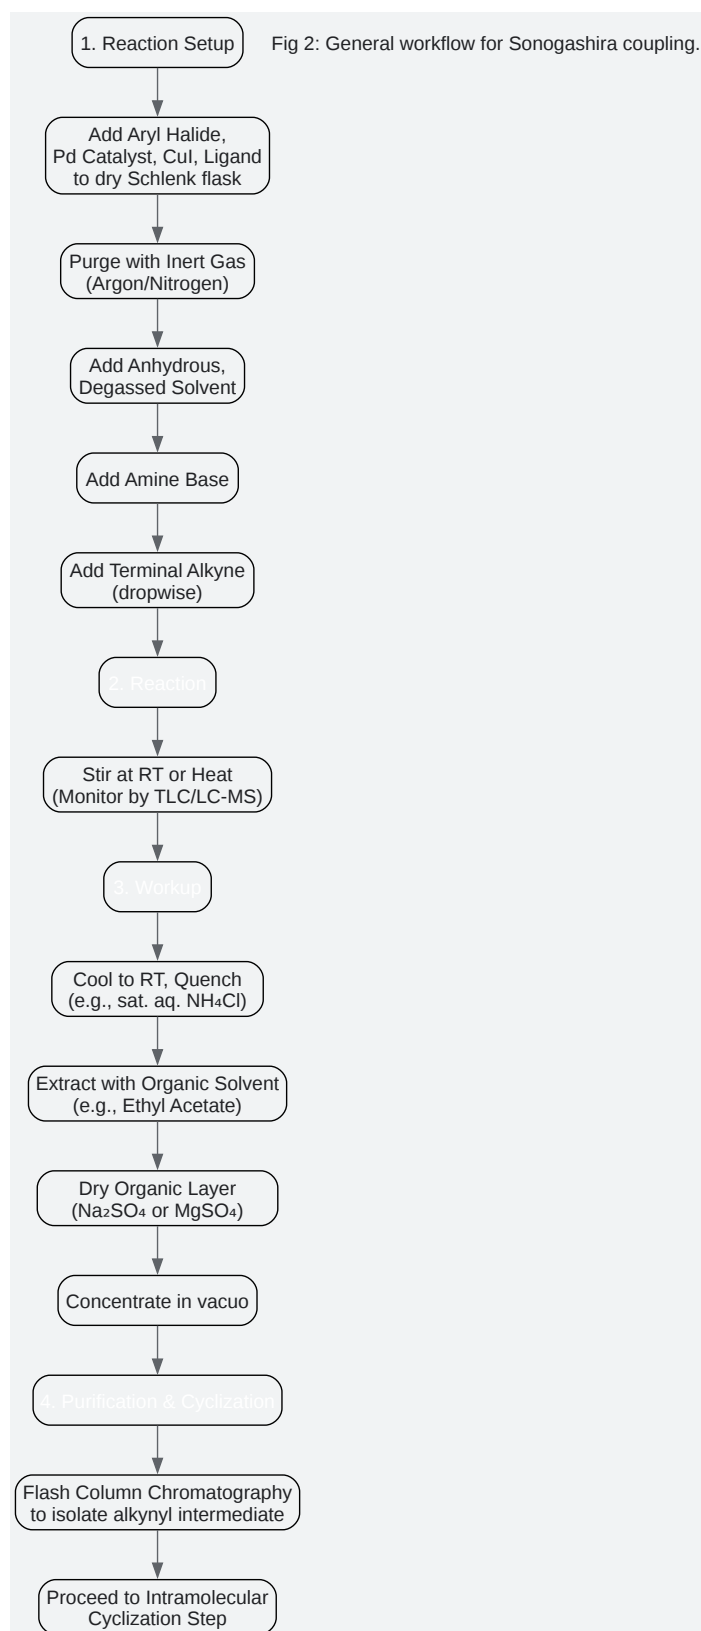 1. Reaction Setup
Fig 2: General workflow for Sonogashira coupling.
Add Aryl Halide,
Pd Catalyst, CuI, Ligand
to dry Schlenk flask
Purge with Inert Gas
(Argon/Nitrogen)
Add Anhydrous,
Degassed Solvent
Add Amine Base
Add Terminal Alkyne
(dropwise)
2. Reaction
Stir at RT or Heat
(Monitor by TLC/LC-MS)
3. Workup
Cool to RT, Quench
(e.g., sat. aq. NH₄Cl)
Extract with Organic Solvent
(e.g., Ethyl Acetate)
Dry Organic Layer
(Na₂SO₄ or MgSO₄)
Concentrate in vacuo
4. Purification & Cyclization
Flash Column Chromatography
to isolate alkynyl intermediate
Proceed to Intramolecular
Cyclization Step